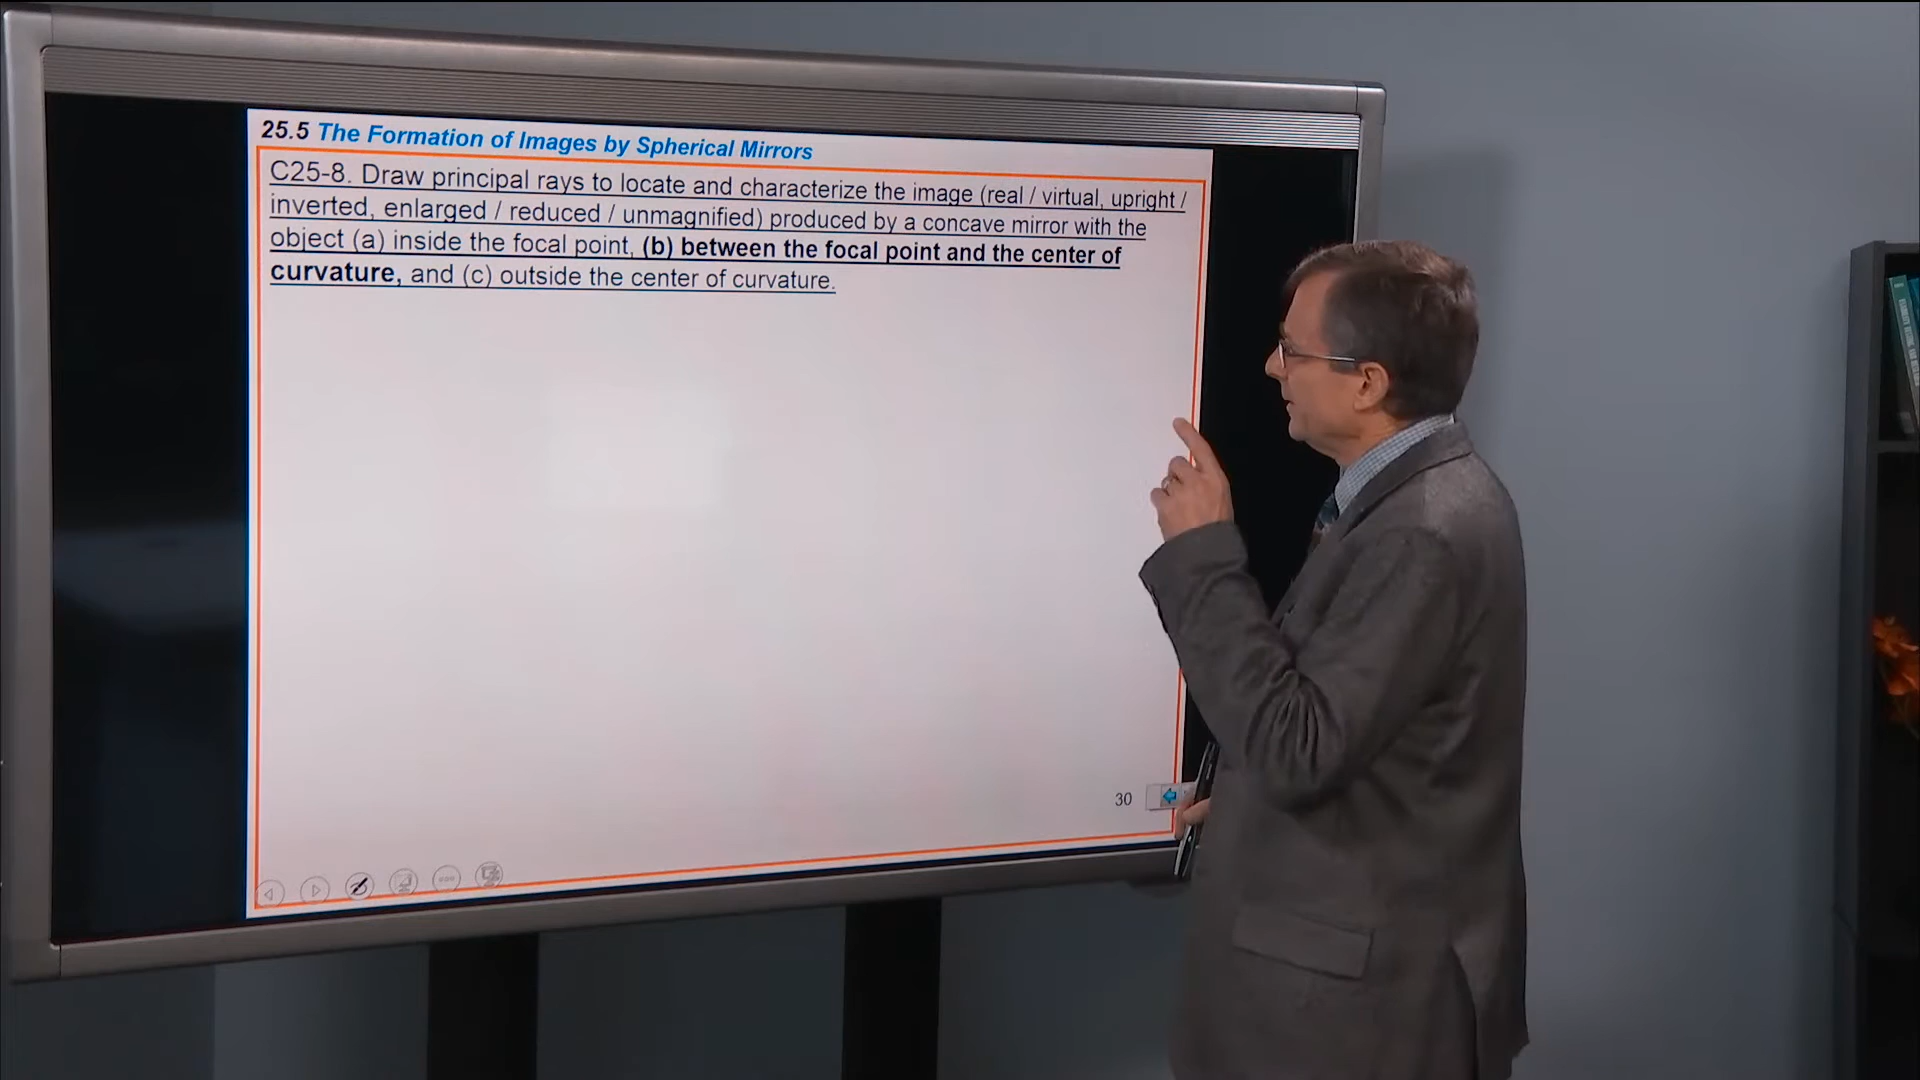 25.5 The Formation of Images by Spherical Mirrors
C25-8. Draw principal rays to locate and characterize the image (real / virtual, upright /
inverted, enlarged / reduced / unmagnified) produced by a concave mirror with the
object (a) inside the focal point, (b) between the focal point and the center of
curvature, and (c) outside the center of curvature.
30